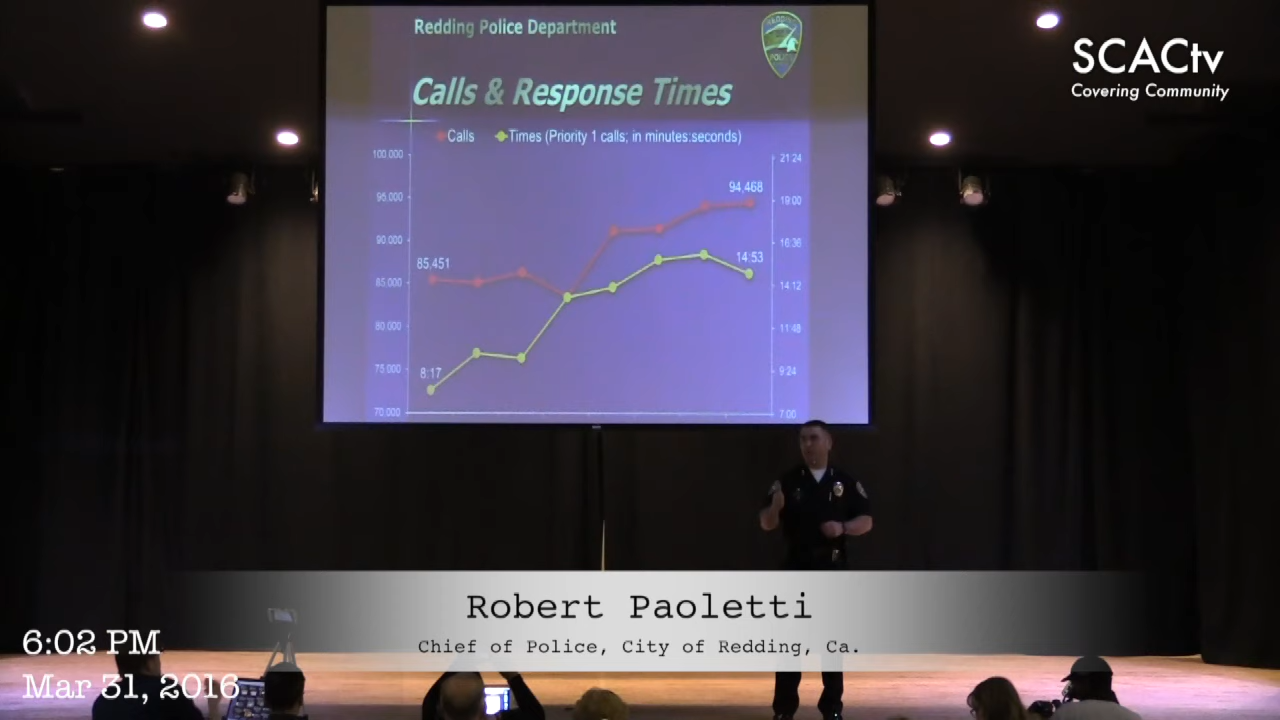 Redding Police Department
SCACtv
Covering Community
Calls & Response Times
Calls
Times (Priority 1 calls; in minutes:seconds)
100,000
21:24
95,000
94,468
19:00
90,000
16:36
85,451
14:53
85,000
14:12
80,000
11:48
75,000
8:17
9:24
70,000
7:00
Robert Paoletti
Chief of Police, City of Redding, Ca.
6:02 PM
Mar 31, 2016